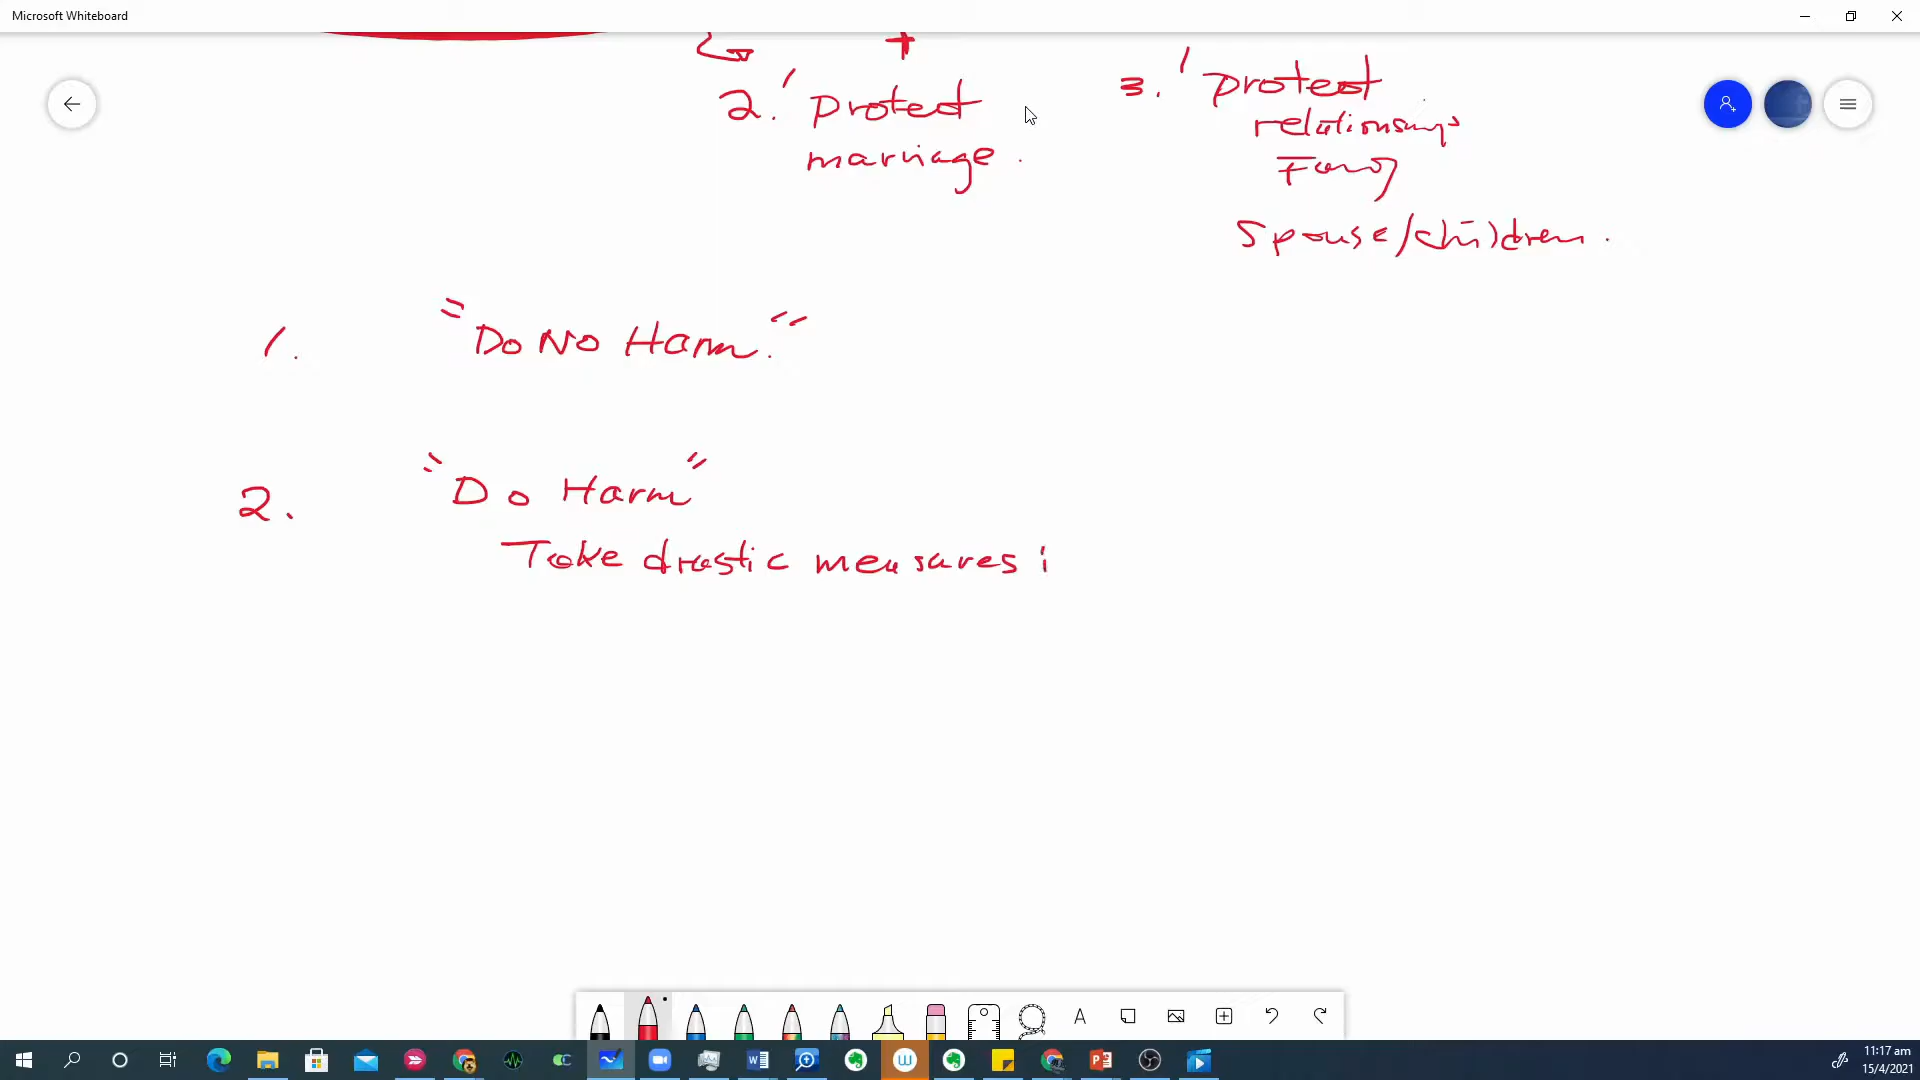 Microsoft Whiteboard
2. ' protect
marriage.
3. ' protect
relationships
Family
Spouse/children.
1. "Do No Harm."
2. "Do Harm"
Take drastic measures i
A
11:17 am
15/4/2021